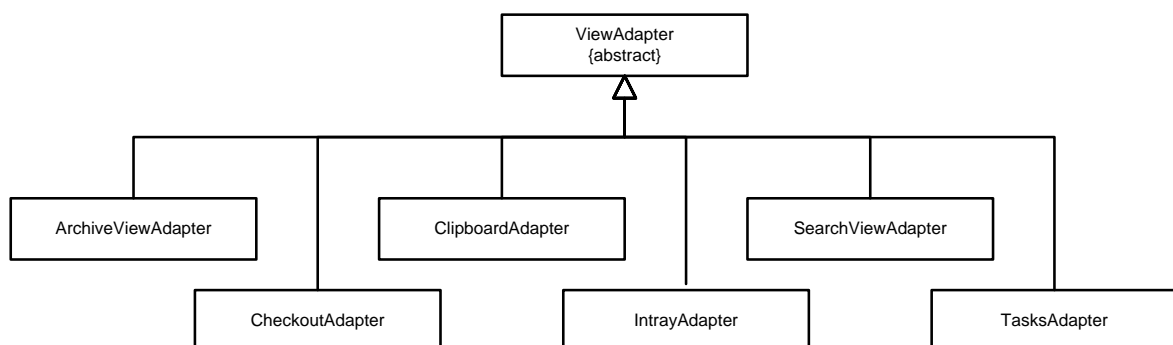 ViewAdapter
{abstract}
ArchiveViewAdapter
ClipboardAdapter
SearchViewAdapter
CheckoutAdapter
IntrayAdapter
TasksAdapter